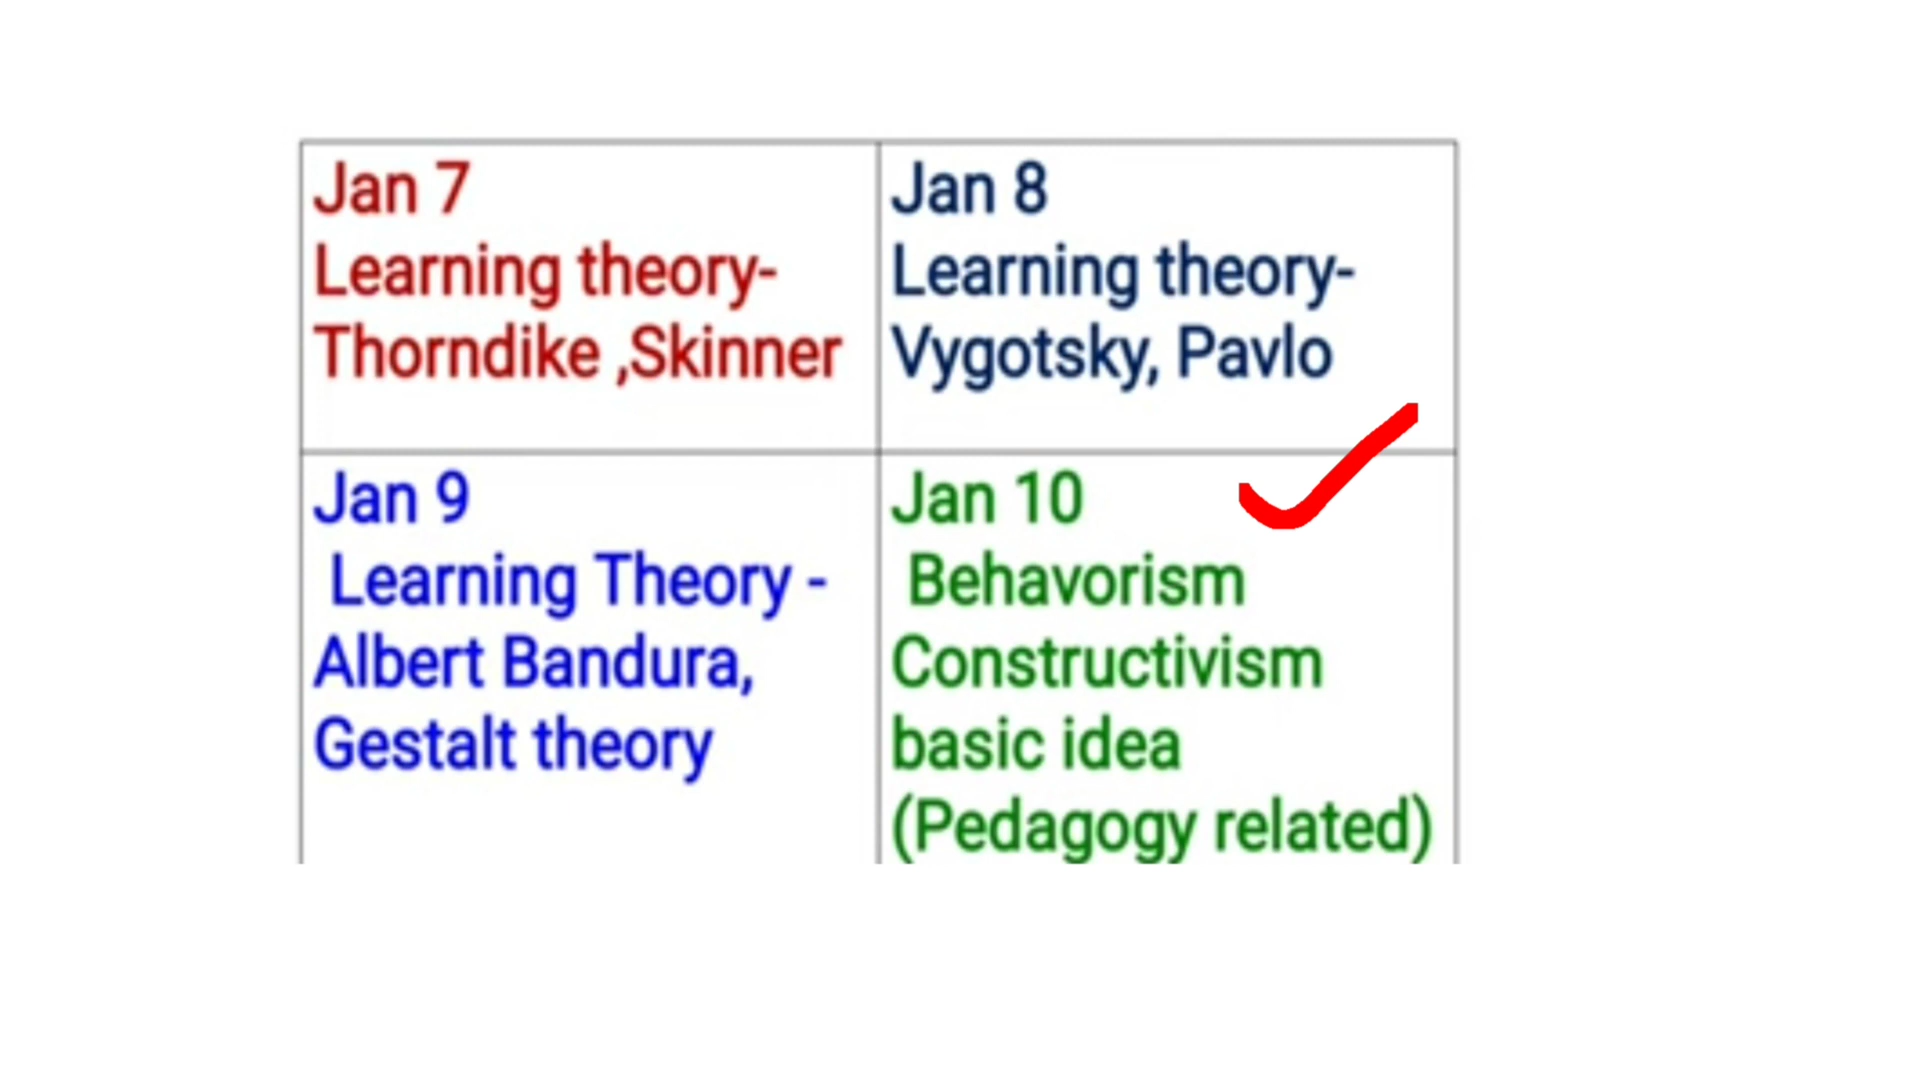 Jan 7
Learning theory-
Thorndike ,Skinner
Jan 8
Learning theory-
Vygotsky, Pavlo
Jan 9
Learning Theory -
Albert Bandura,
Gestalt theory
Jan 10
Behavorism
Constructivism
basic idea
(Pedagogy related)